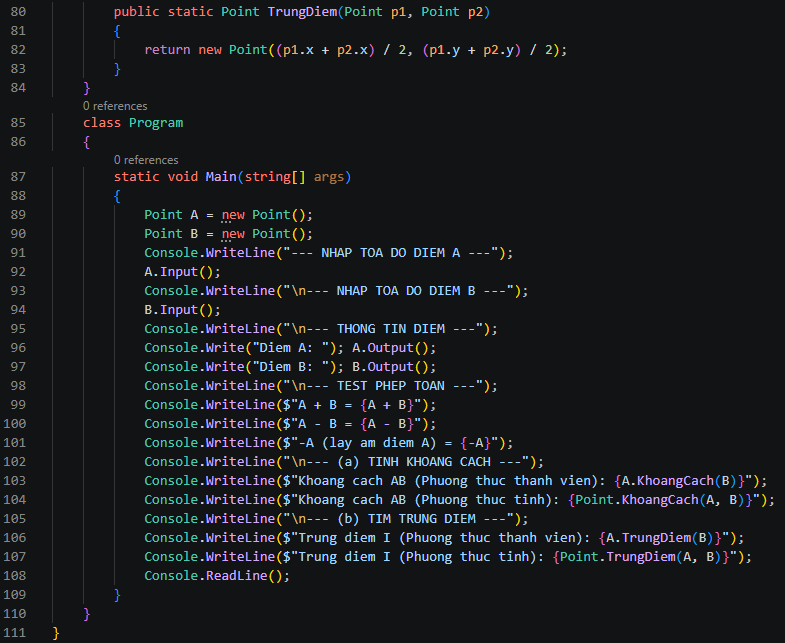 80 public static Point TrungDiem(Point p1, Point p2)
81 {
82 return new Point((p1.x + p2.x) / 2, (p1.y + p2.y) / 2);
83 }
84 }
0 references
85 class Program
86 {
0 references
87 static void Main(string[] args)
88 {
89 Point A = new Point();
90 Point B = new Point();
91 Console.WriteLine("--- NHAP TOA DO DIEM A ---");
92 A.Input();
93 Console.WriteLine("\n--- NHAP TOA DO DIEM B ---");
94 B.Input();
95 Console.WriteLine("\n--- THONG TIN DIEM ---");
96 Console.Write("Diem A: "); A.Output();
97 Console.Write("Diem B: "); B.Output();
98 Console.WriteLine("\n--- TEST PHEP TOAN ---");
99 Console.WriteLine($"A + B = {A + B}");
100 Console.WriteLine($"A - B = {A - B}");
101 Console.WriteLine($"-A (lay am diem A) = {-A}");
102 Console.WriteLine("\n--- (a) TINH KHOANG CACH ---");
103 Console.WriteLine($"Khoang cach AB (Phuong thuc thanh vien): {A.KhoangCach(B)}");
104 Console.WriteLine($"Khoang cach AB (Phuong thuc tinh): {Point.KhoangCach(A, B)}");
105 Console.WriteLine("\n--- (b) TIM TRUNG DIEM ---");
106 Console.WriteLine($"Trung diem I (Phuong thuc thanh vien): {A.TrungDiem(B)}");
107 Console.WriteLine($"Trung diem I (Phuong thuc tinh): {Point.TrungDiem(A, B)}");
108 Console.ReadLine();
109 }
110 }
111 }